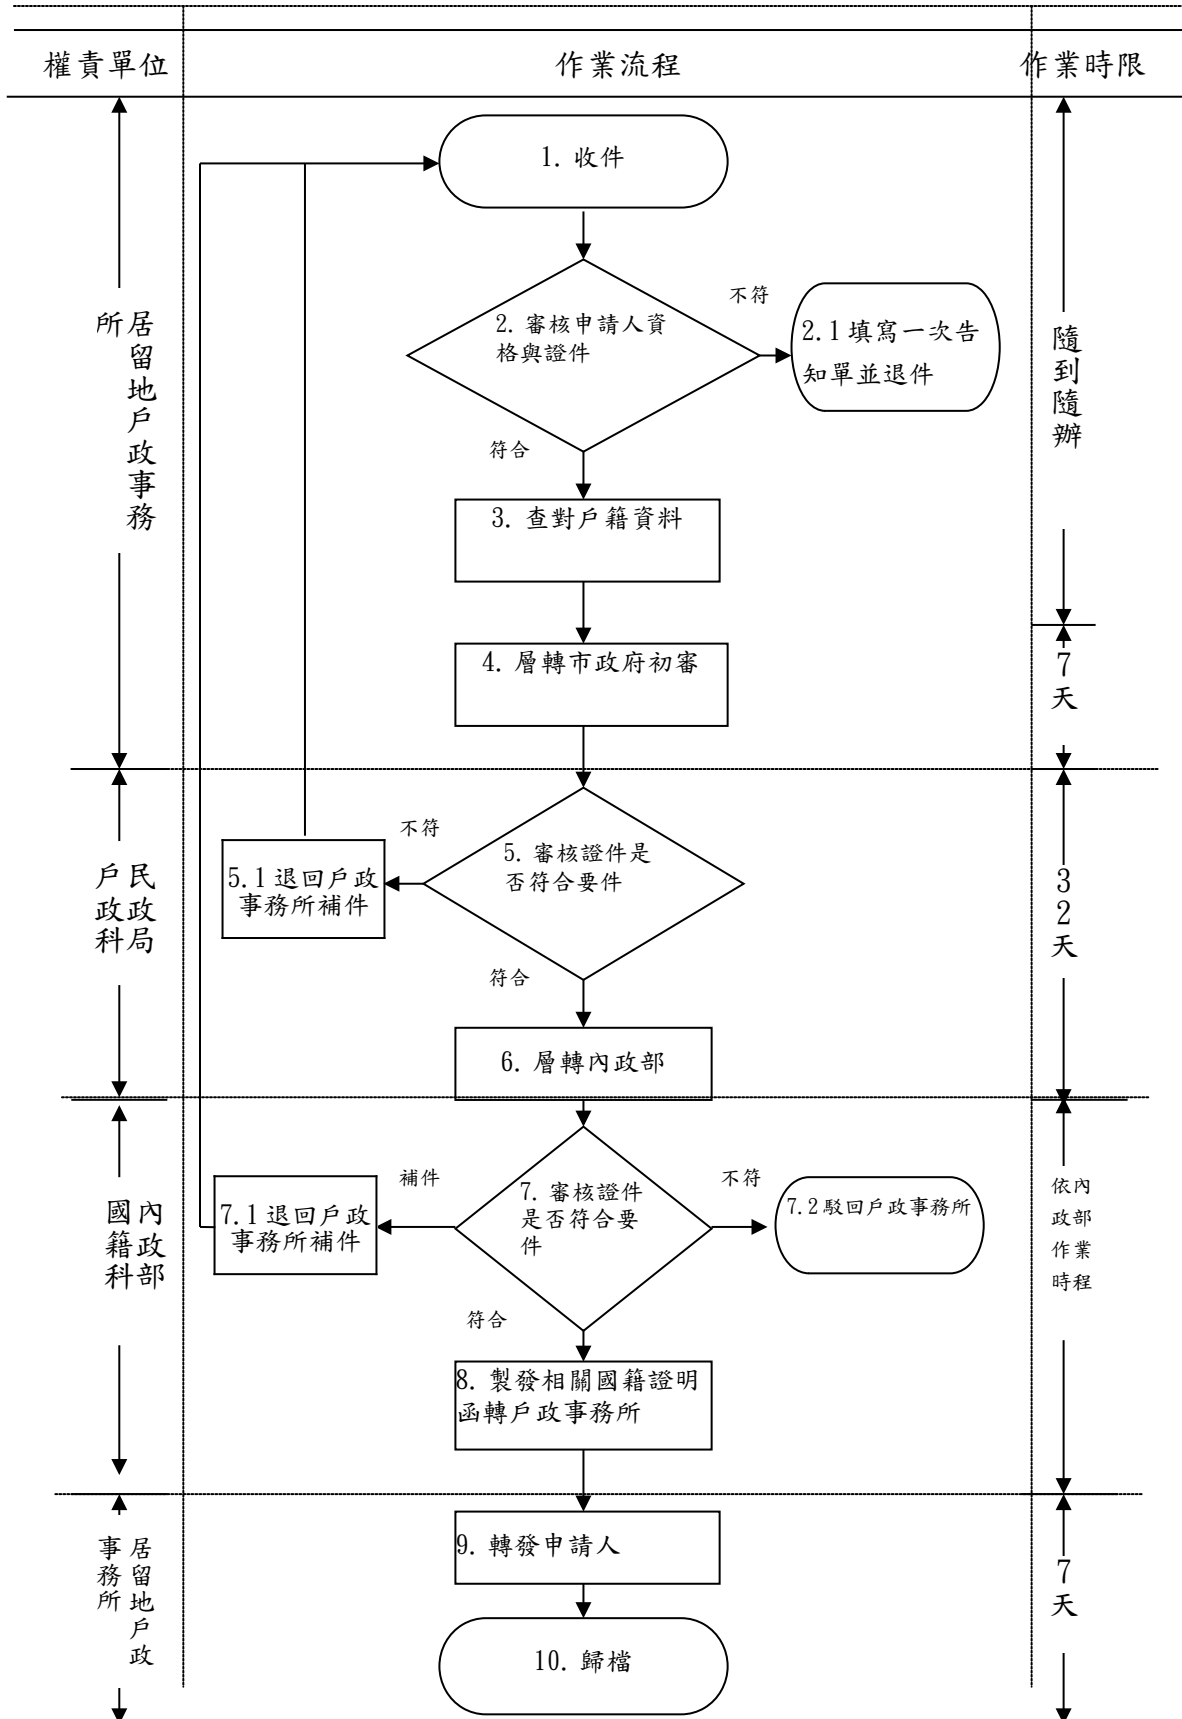 權責單位
作業流程
作業時限
1. 收件
不符
2. 審核申請人資
格與證件
2.1 填寫一次告
知單並退件
居留地戶政事務
所
隨到隨辦
符合
3. 查對戶籍資料
4. 層轉市政府初審
7天
不符
5. 審核證件是
否符合要件
5.1 退回戶政
事務所補件
民政局
戶政科
32天
符合
6. 層轉內政部
補件
不符
7. 審核證件
是否符合要
件
7.1 退回戶政
事務所補件
7.2 駁回戶政事務所
內政部
國籍科
依內
政部
作業
時程
符合
8. 製發相關國籍證明
函轉戶政事務所
9. 轉發申請人
居留地戶政
事務所
7天
10. 歸檔